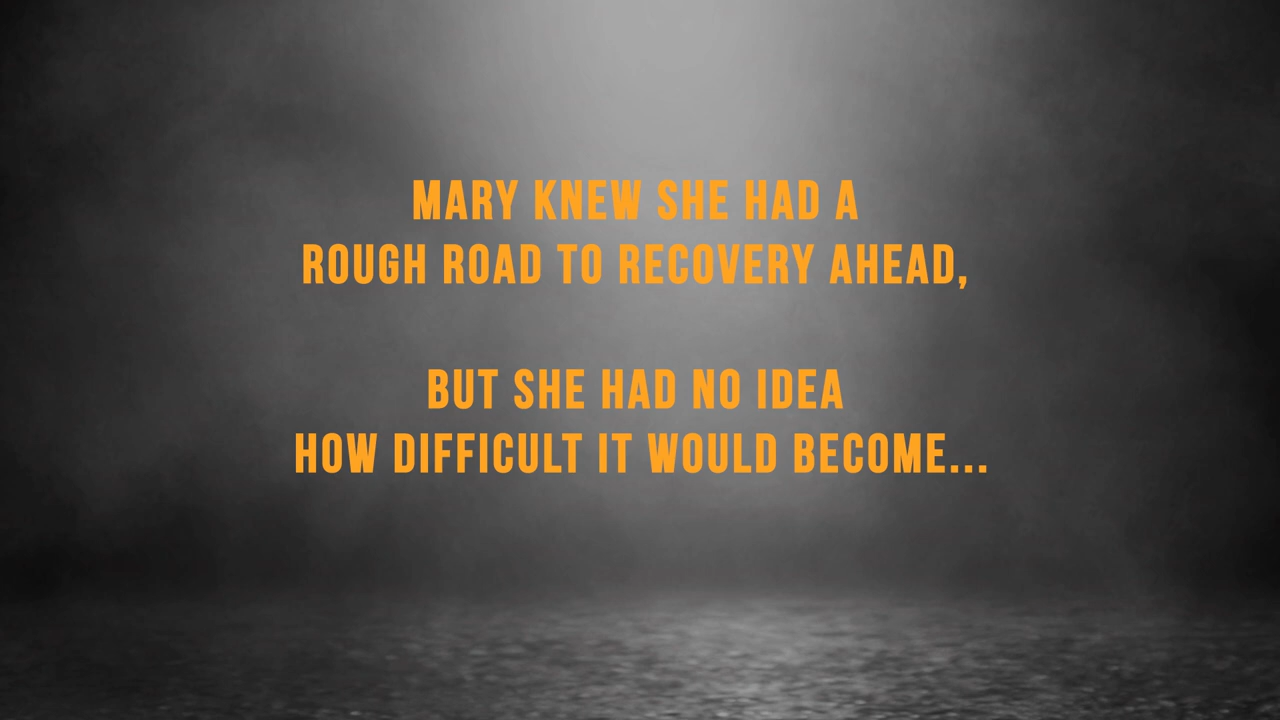 MARY KNEW SHE HAD A
ROUGH ROAD TO RECOVERY AHEAD,
BUT SHE HAD NO IDEA
HOW DIFFICULT IT WOULD BECOME...